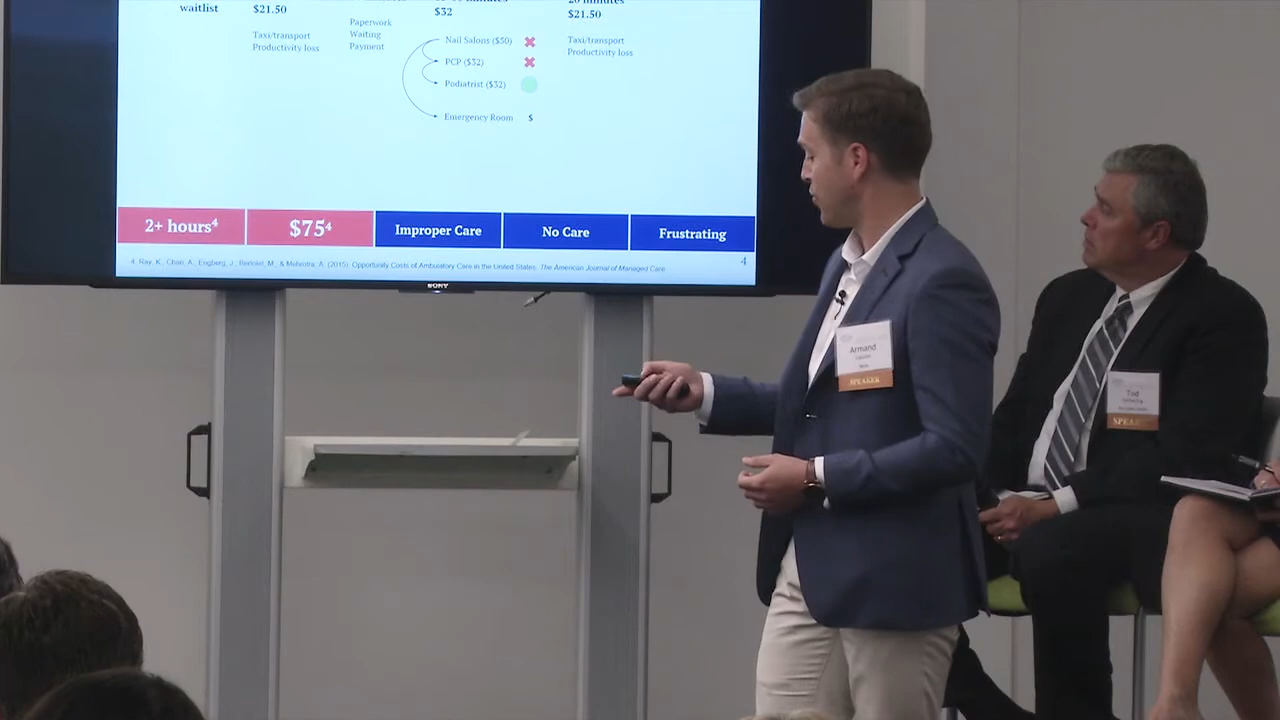 waitlist
$21.50
Taxi/transport
Productivity loss
Paperwork
Waiting
Payment
minutes
$32
Nail Salons ($50)
PCP ($32)
Podiatrist ($32)
Emergency Room $
20 minutes
$21.50
Taxi/transport
Productivity loss
2+ hours4
$754
Improper Care
No Care
Frustrating
4. Ray, K., Chari, A., Engberg, J., Bertolet, M., & Mehrotra, A. (2015). Opportunity Costs of Ambulatory Care in the United States. The American Journal of Managed Care
4
SONY
Armand
SPEAKER
Tod
SPEAKER